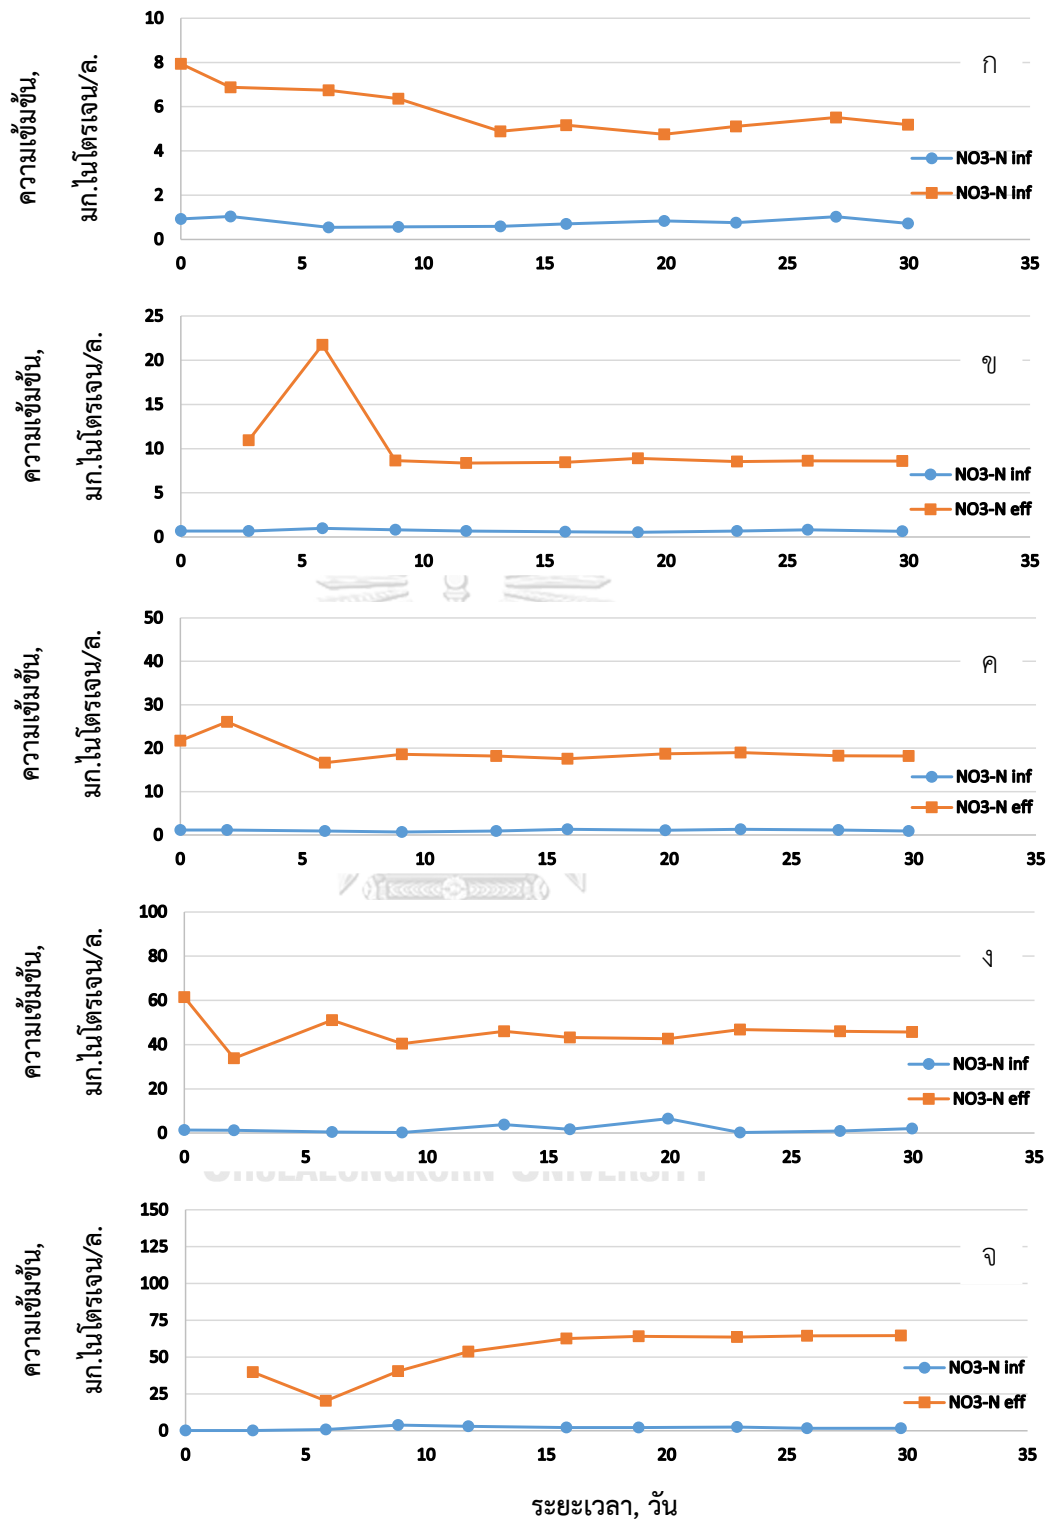 10
8
6
4
2
0
0 5 10 15 20 25 30 35
ความเข้มข้น,
มก.ไนโตรเจน/ล.
ก
NO3-N inf
NO3-N inf
25
20
15
10
5
0
0 5 10 15 20 25 30 35
ความเข้มข้น,
มก.ไนโตรเจน/ล.
ข
NO3-N inf
NO3-N eff
50
40
30
20
10
0
0 5 10 15 20 25 30 35
ความเข้มข้น,
มก.ไนโตรเจน/ล.
ค
NO3-N inf
NO3-N eff
100
80
60
40
20
0
0 5 10 15 20 25 30 35
ความเข้มข้น,
มก.ไนโตรเจน/ล.
ง
NO3-N inf
NO3-N eff
CHULALONGKORN UNIVERSITY
150
125
100
75
50
25
0
0 5 10 15 20 25 30 35
ความเข้มข้น,
มก.ไนโตรเจน/ล.
จ
NO3-N inf
NO3-N eff
ระยะเวลา, วัน